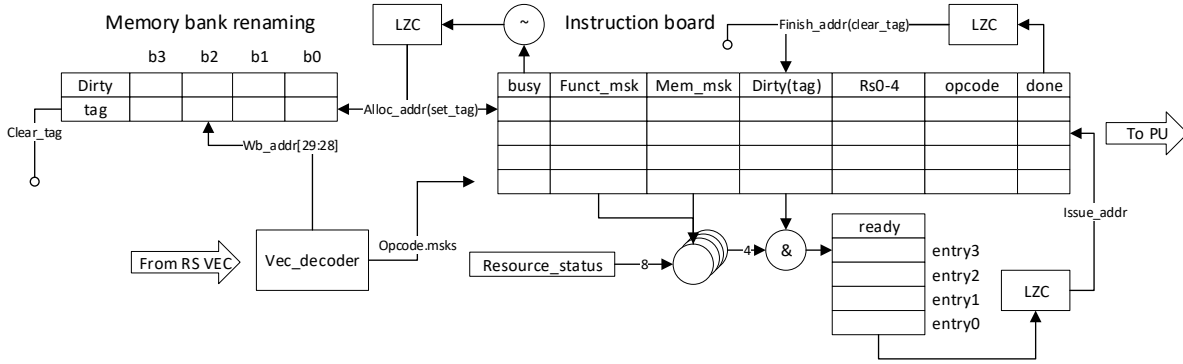 Memory bank renaming
LZC
~
Instruction board
Finish_addr(clear_tag)
LZC
b3 b2 b1 b0
Dirty
tag
Clear_tag
Alloc_addr(set_tag)
busy Funct_msk Mem_msk Dirty(tag) Rs0-4 opcode done
To PU
Wb_addr[29:28]
Issue_addr
From RS VEC
Vec_decoder
Opcode.msks
Resource_status
8
4
&
ready
entry3
entry2
entry1
entry0
LZC